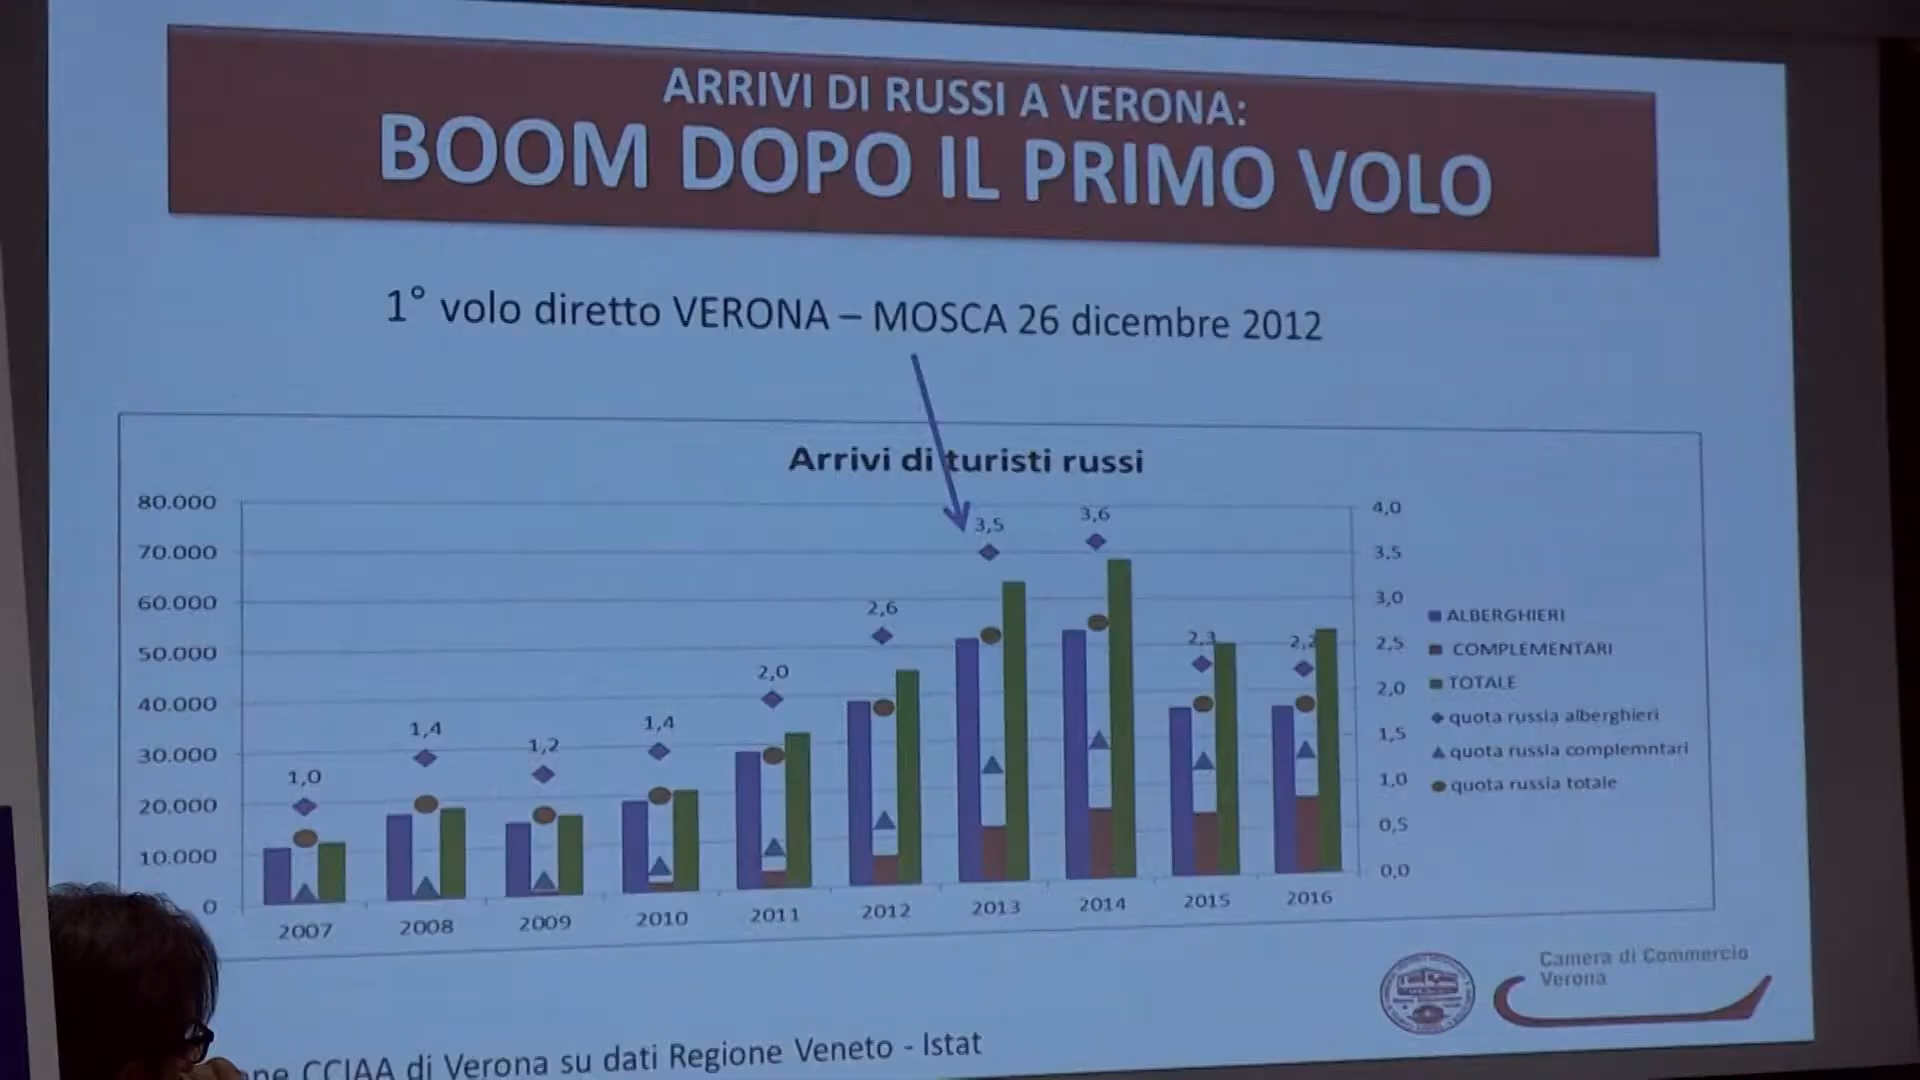 ARRIVI DI RUSSI A VERONA:
BOOM DOPO IL PRIMO VOLO
1° volo diretto VERONA – MOSCA 26 dicembre 2012
Arrivi di turisti russi
80.000
70.000
60.000
50.000
40.000
30.000
20.000
10.000
0
1,0
1,4
1,2
1,4
2,0
2,6
3,5
3,6
2,3
2,2
4,0
3,5
3,0
2,5
2,0
1,5
1,0
0,5
0,0
2007 2008 2009 2010 2011 2012 2013 2014 2015 2016
ALBERGHIERI
COMPLEMENTARI
TOTALE
quota russia alberghieri
quota russia complemntari
quota russia totale
Camera di Commercio
Verona
CCIAA di Verona su dati Regione Veneto - Istat